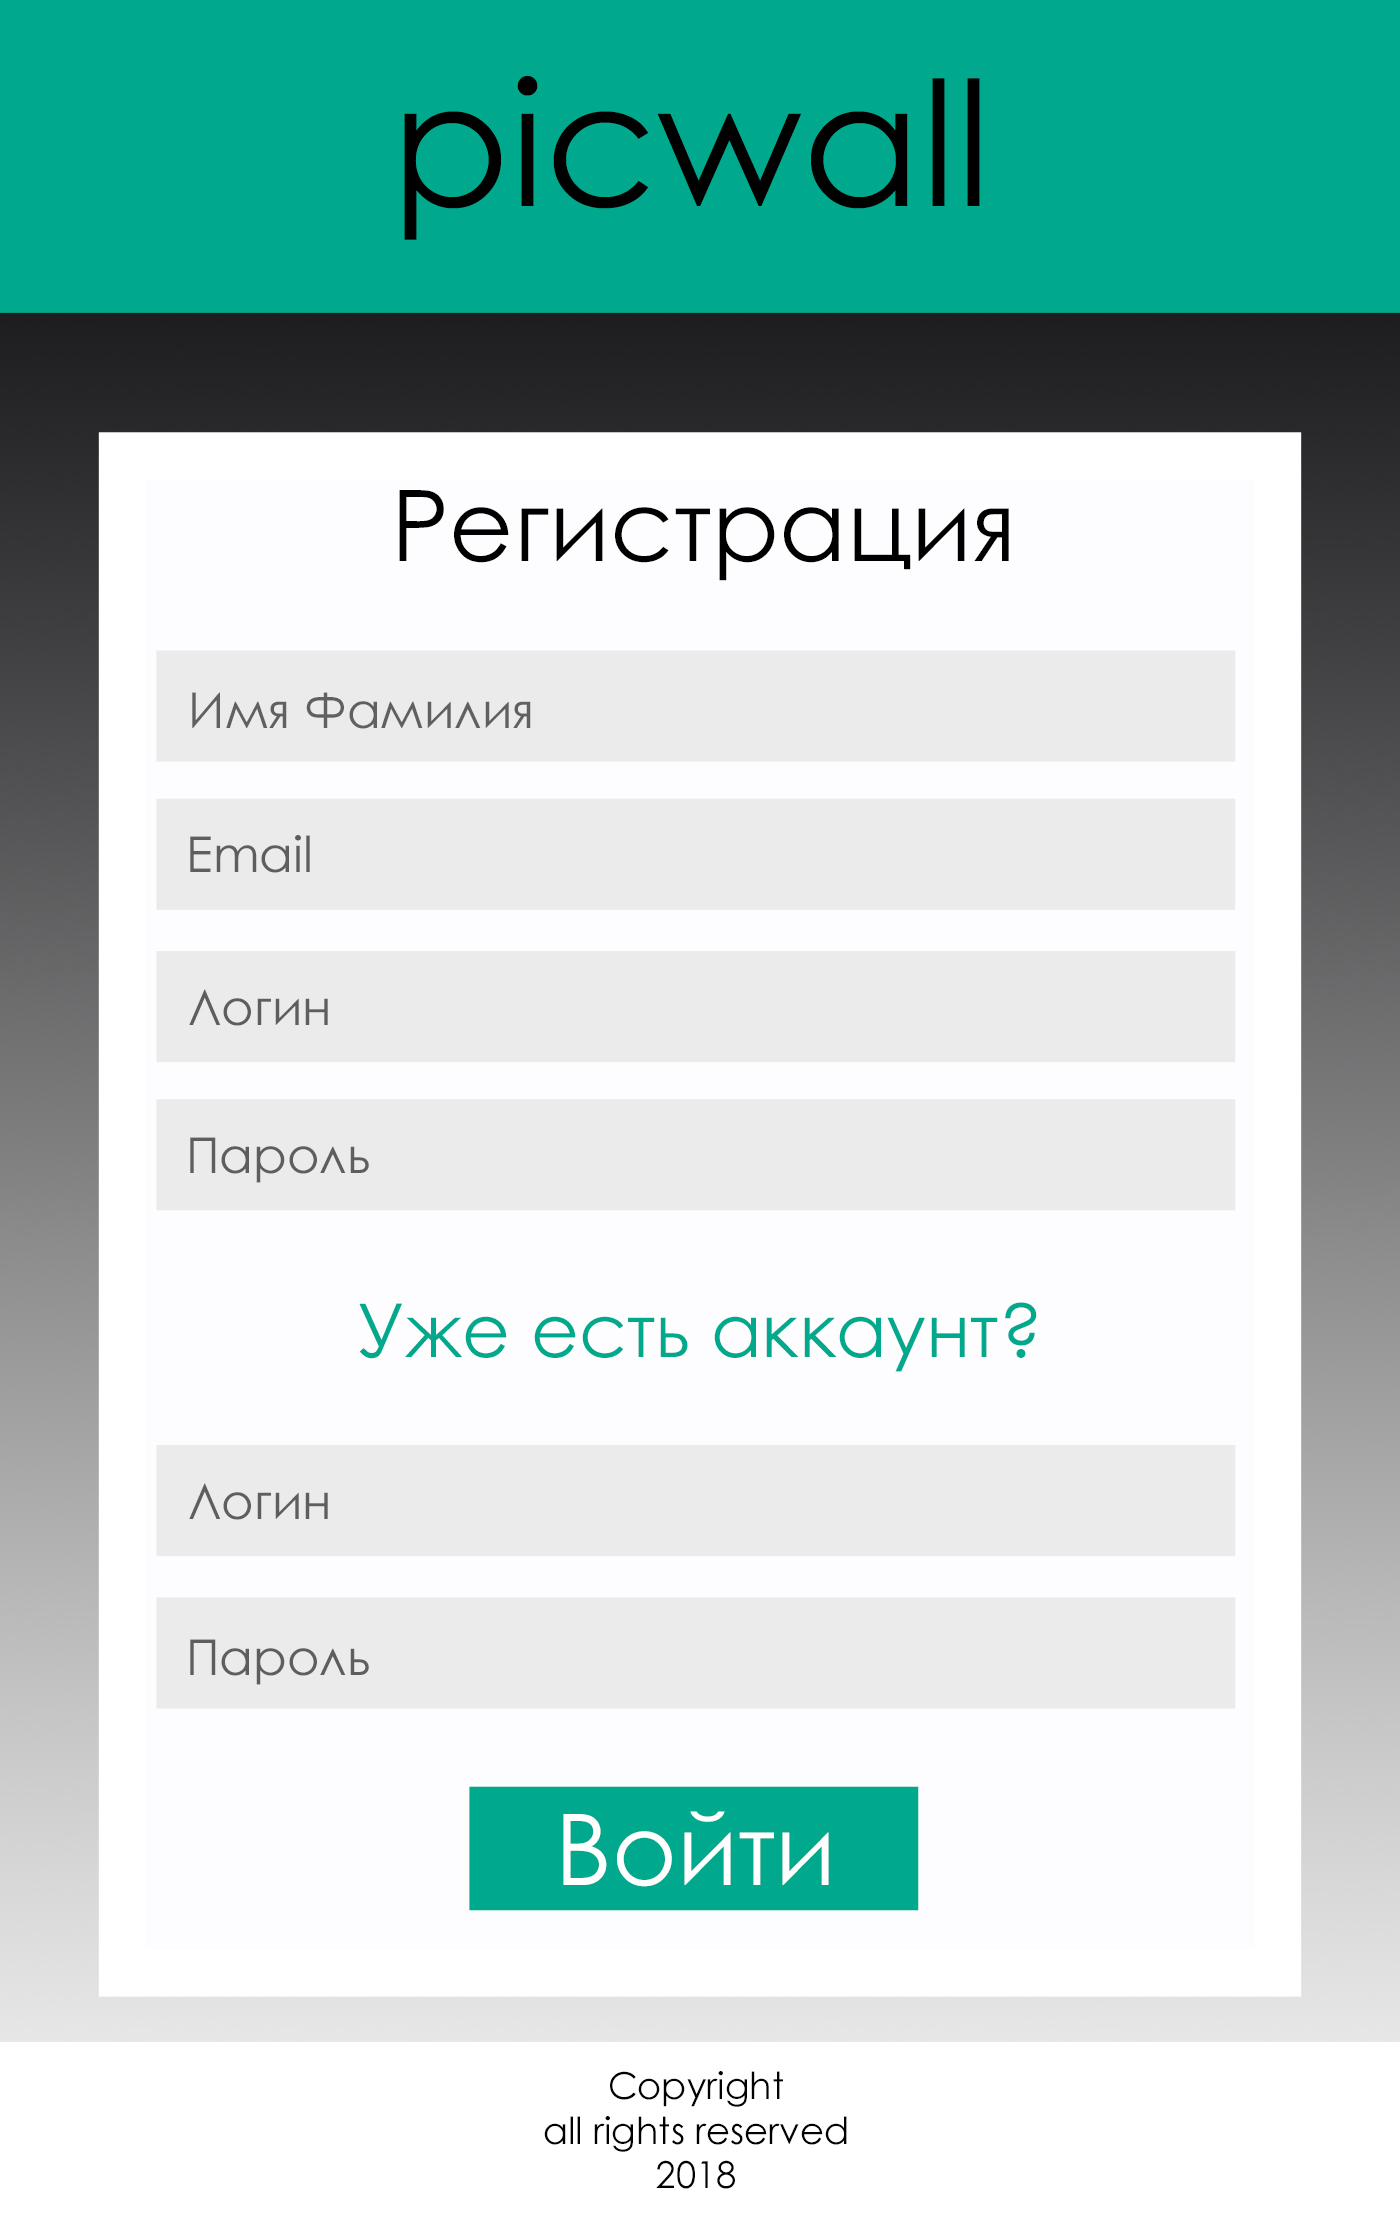 picwall
Регистрация
Имя Фамилия
Email
Логин
Пароль
Уже есть аккаунт?
Логин
Пароль
Войти
Copyright
all rights reserved
2018